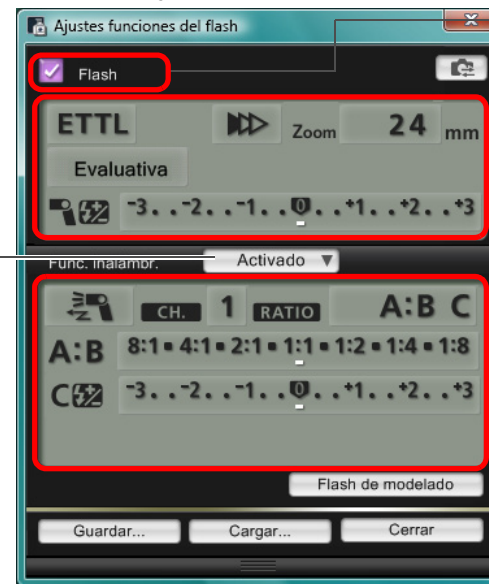 Ajustes funciones del flash
Flash
ETTL Zoom 24 mm
Evaluativa
-3..-2..-1..0..+1..+2..+3
Func. inalámbr. Activado ▼
CH. 1 RATIO A:B C
A:B 8:1▪4:1▪2:1▪1:1▪1:2▪1:4▪1:8
C -3..-2..-1..0..+1..+2..+3
Flash de modelado
Guardar... Cargar... Cerrar